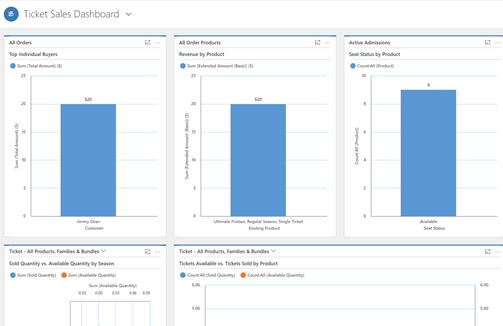 Ticket Sales Dashboard
All Orders
Top Individual Buyers
Sum (Total Amount) ($)
25
20
15
10
5
0
$20
Sum (Total Amount) ($)
Jimmy Dean
Customer
All Order Products
Revenue by Product
Sum (Extended Amount (Base)) ($)
25
20
15
10
5
0
$20
Sum (Extended Amount (Base)) ($)
Ultimate Frisbee, Regular Season, Single Ticket
Existing Product
Active Admissions
Seat Status by Product
Count:All (Product)
10
8
6
4
2
0
9
Count:All (Product)
Available
Seat Status
Ticket - All Products, Families & Bundles
Sold Quantity vs. Available Quantity by Season
Sum (Sold Quantity) Sum (Available Quantity)
Sum (Available Quantity)
0.00 0.03 0.06 0.09
Ticket - All Products, Families & Bundles
Tickets Available vs. Tickets Sold by Product
Count:All (Sold Quantity) Count:All (Available Quantity)
6.00 6.00
5.00 5.00